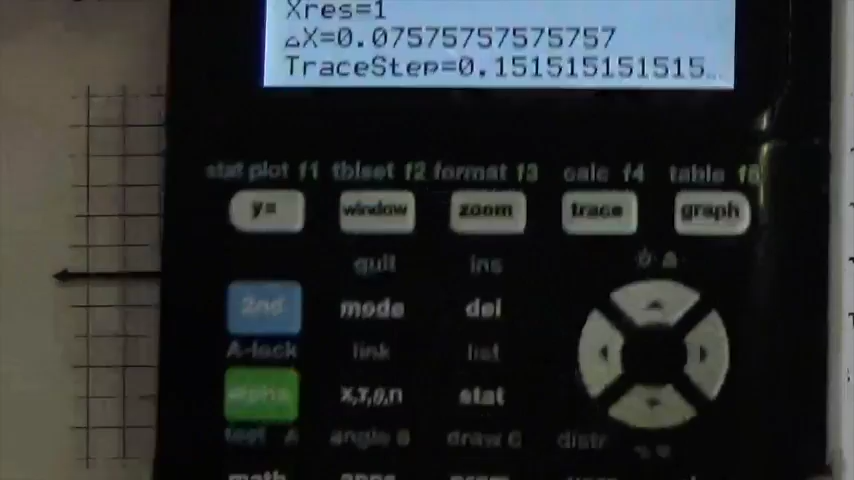 Xres=1
△X=0.07575757575757
TraceStep=0.151515151515…
stat plot f1 tblset f2 format f3 calc f4 table f5
y= window zoom trace graph
quit ins
2nd mode del
A-lock link list
alpha X,T,θ,n stat
test A angle B draw C distr
math apps prgm vars